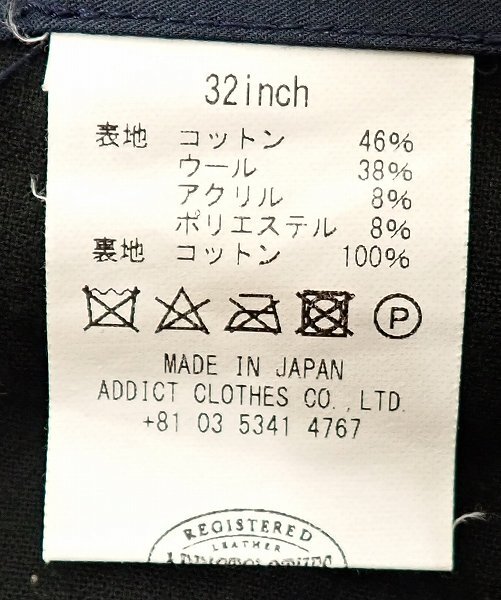 32inch
表地 コットン 46%
ウール 38%
アクリル 8%
ポリエステル 8%
裏地 コットン 100%
P
MADE IN JAPAN
ADDICT CLOTHES CO.,LTD.
+81 03 5341 4767
REGISTERED
LEATHER